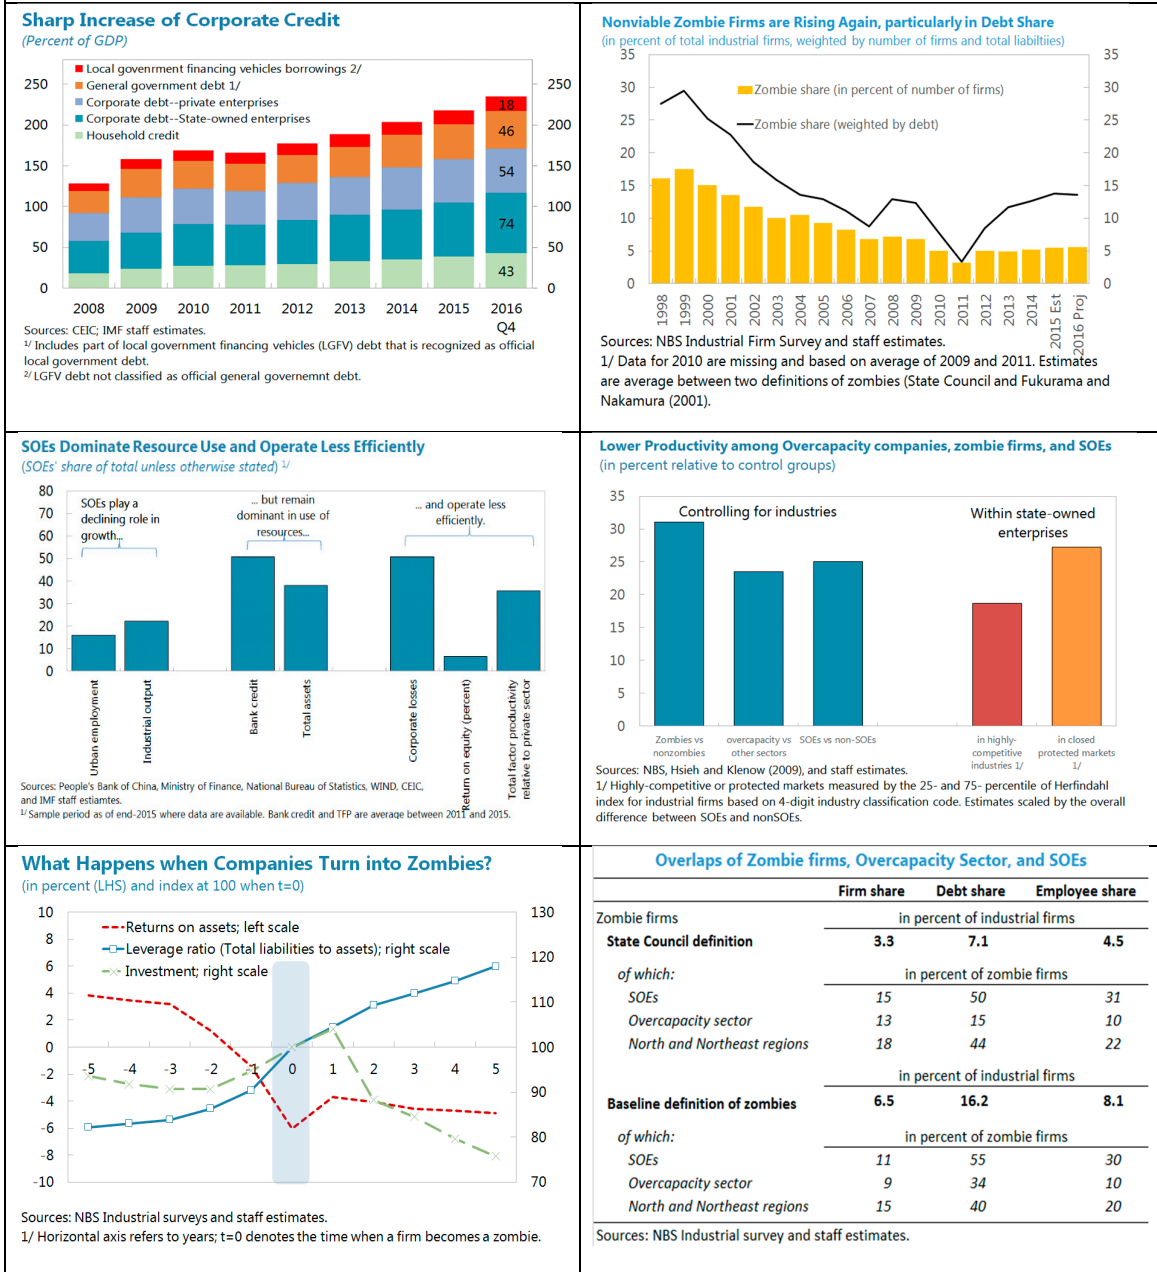 Sharp Increase of Corporate Credit
(Percent of GDP)
Local govenrment financing vehicles borrowings 2/
General government debt 1/
Corporate debt--private enterprises
Corporate debt--State-owned enterprises
Household credit
250
200
150
100
50
0
250
200
150
100
50
0
18
46
54
74
43
2008 2009 2010 2011 2012 2013 2014 2015 2016
Q4
Sources: CEIC; IMF staff estimates.
1/ Includes part of local government financing vehicles (LGFV) debt that is recognized as official
local government debt.
2/ LGFV debt not classified as official general governemnt debt.
Nonviable Zombie Firms are Rising Again, particularly in Debt Share
(in percent of total industrial firms, weighted by number of firms and total liabiltiies)
35
30
25
20
15
10
5
0
35
30
25
20
15
10
5
0
Zombie share (in percent of number of firms)
Zombie share (weighted by debt)
1998 1999 2000 2001 2002 2003 2004 2005 2006 2007 2008 2009 2010 2011 2012 2013 2014 2015 Est 2016 Proj
Sources: NBS Industrial Firm Survey and staff estimates.
1/ Data for 2010 are missing and based on average of 2009 and 2011. Estimates
are average between two definitions of zombies (State Council and Fukurama and
Nakamura (2001).
SOEs Dominate Resource Use and Operate Less Efficiently
(SOEs' share of total unless otherwise stated) 1/
80
70
60
50
40
30
20
10
0
SOEs play a
declining role in
growth...
... but remain
dominant in use of
resources...
... and operate less
efficiently.
Urban employment
Industrial output
Bank credit
Total assets
Corporate losses
Return on equity (percent)
Total factor productivity
relative to private sector
Sources: People's Bank of China, Ministry of Finance, National Bureau of Statistics, WIND, CEIC,
and IMF staff estiamtes.
1/ Sample period as of end-2015 where data are available. Bank credit and TFP are average between 2011 and 2015.
Lower Productivity among Overcapacity companies, zombie firms, and SOEs
(in percent relative to control groups)
35
30
25
20
15
10
5
0
Controlling for industries
Within state-owned
enterprises
Zombies vs
nonzombies
overcapacity vs
other sectors
SOEs vs non-SOEs
in highly-
competitive
industries 1/
in closed
protected markets
1/
Sources: NBS, Hsieh and Klenow (2009), and staff estimates.
1/ Highly-competitive or protected markets measured by the 25- and 75- percentile of Herfindahl
index for industrial firms based on 4-digit industry classification code. Estimates scaled by the overall
difference between SOEs and nonSOEs.
What Happens when Companies Turn into Zombies?
(in percent (LHS) and index at 100 when t=0)
10
8
6
4
2
0
-2
-4
-6
-8
-10
130
120
110
100
90
80
70
Returns on assets; left scale
Leverage ratio (Total liabilities to assets); right scale
Investment; right scale
-5 -4 -3 -2 -1 0 1 2 3 4 5
Sources: NBS Industrial surveys and staff estimates.
1/ Horizontal axis refers to years; t=0 denotes the time when a firm becomes a zombie.
Overlaps of Zombie firms, Overcapacity Sector, and SOEs
Firm share Debt share Employee share
Zombie firms in percent of industrial firms
State Council definition 3.3 7.1 4.5
of which: in percent of zombie firms
SOEs 15 50 31
Overcapacity sector 13 15 10
North and Northeast regions 18 44 22
in percent of industrial firms
Baseline definition of zombies 6.5 16.2 8.1
of which: in percent of zombie firms
SOEs 11 55 30
Overcapacity sector 9 34 10
North and Northeast regions 15 40 20
Sources: NBS Industrial survey and staff estimates.